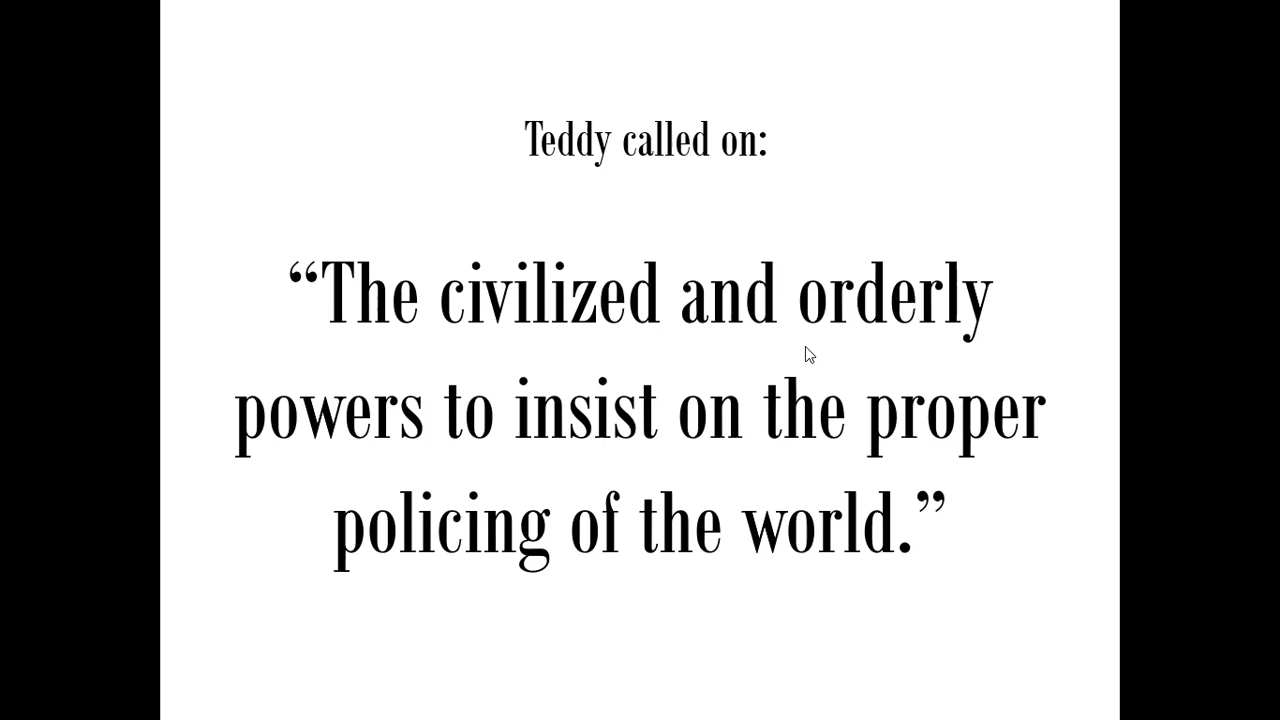 Teddy called on:
“The civilized and orderly
powers to insist on the proper
policing of the world.”